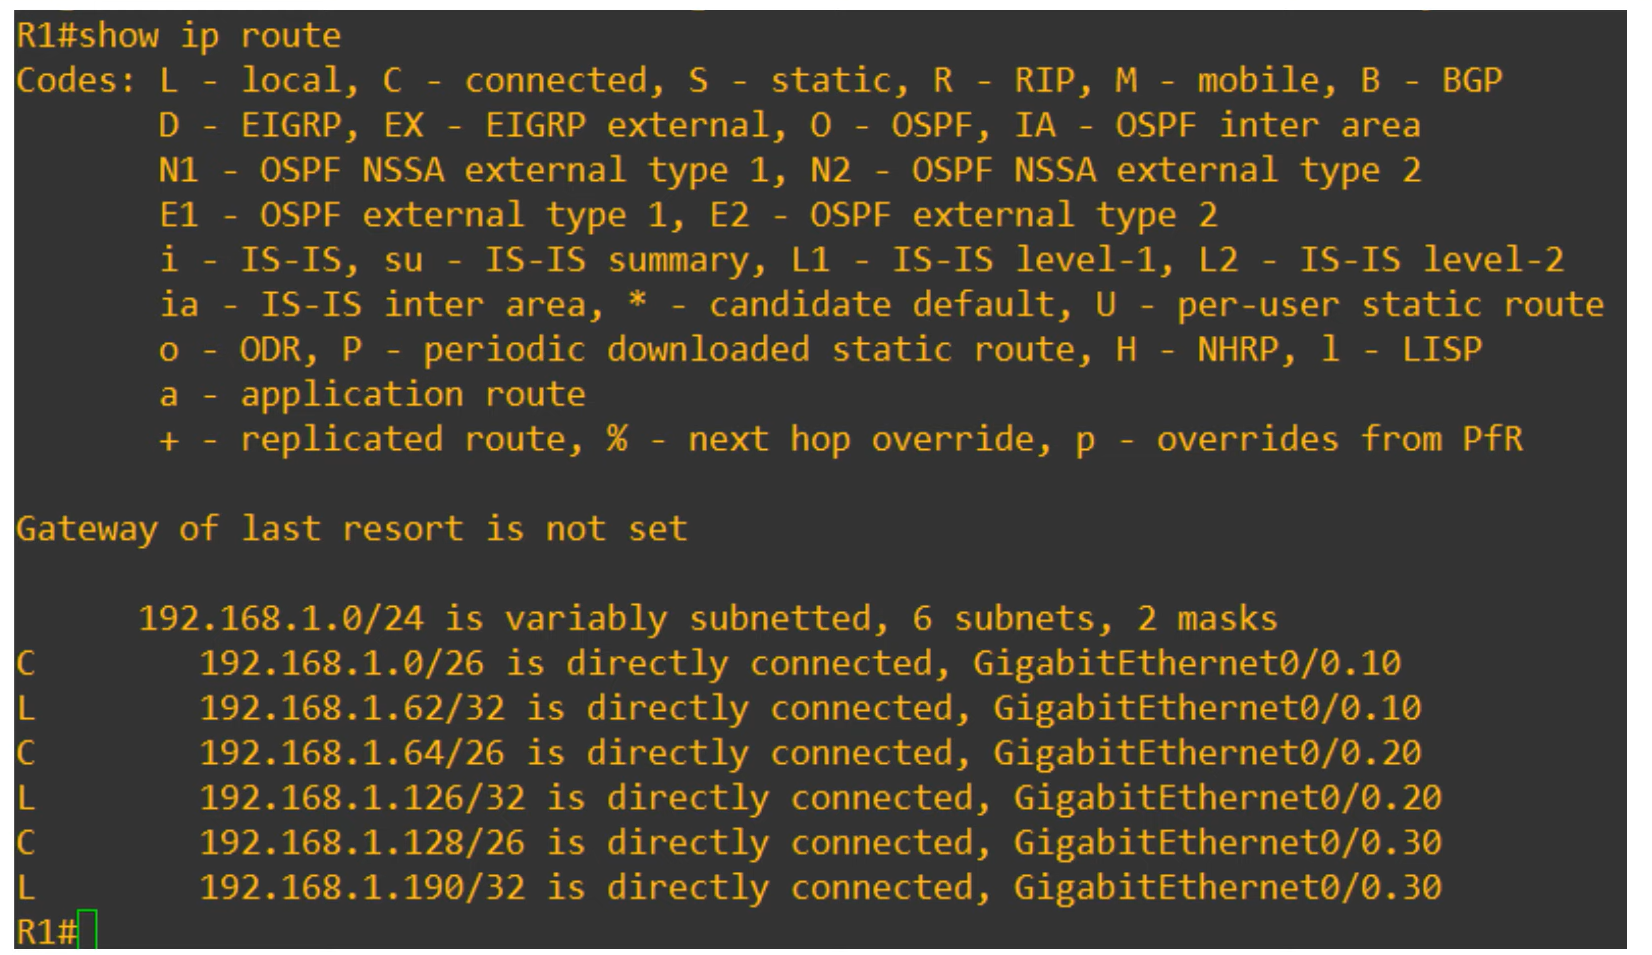 R1#show ip route
Codes: L - local, C - connected, S - static, R - RIP, M - mobile, B - BGP
D - EIGRP, EX - EIGRP external, O - OSPF, IA - OSPF inter area
N1 - OSPF NSSA external type 1, N2 - OSPF NSSA external type 2
E1 - OSPF external type 1, E2 - OSPF external type 2
i - IS-IS, su - IS-IS summary, L1 - IS-IS level-1, L2 - IS-IS level-2
ia - IS-IS inter area, * - candidate default, U - per-user static route
o - ODR, P - periodic downloaded static route, H - NHRP, l - LISP
a - application route
+ - replicated route, % - next hop override, p - overrides from PfR
Gateway of last resort is not set
192.168.1.0/24 is variably subnetted, 6 subnets, 2 masks
C 192.168.1.0/26 is directly connected, GigabitEthernet0/0.10
L 192.168.1.62/32 is directly connected, GigabitEthernet0/0.10
C 192.168.1.64/26 is directly connected, GigabitEthernet0/0.20
L 192.168.1.126/32 is directly connected, GigabitEthernet0/0.20
C 192.168.1.128/26 is directly connected, GigabitEthernet0/0.30
L 192.168.1.190/32 is directly connected, GigabitEthernet0/0.30
R1#